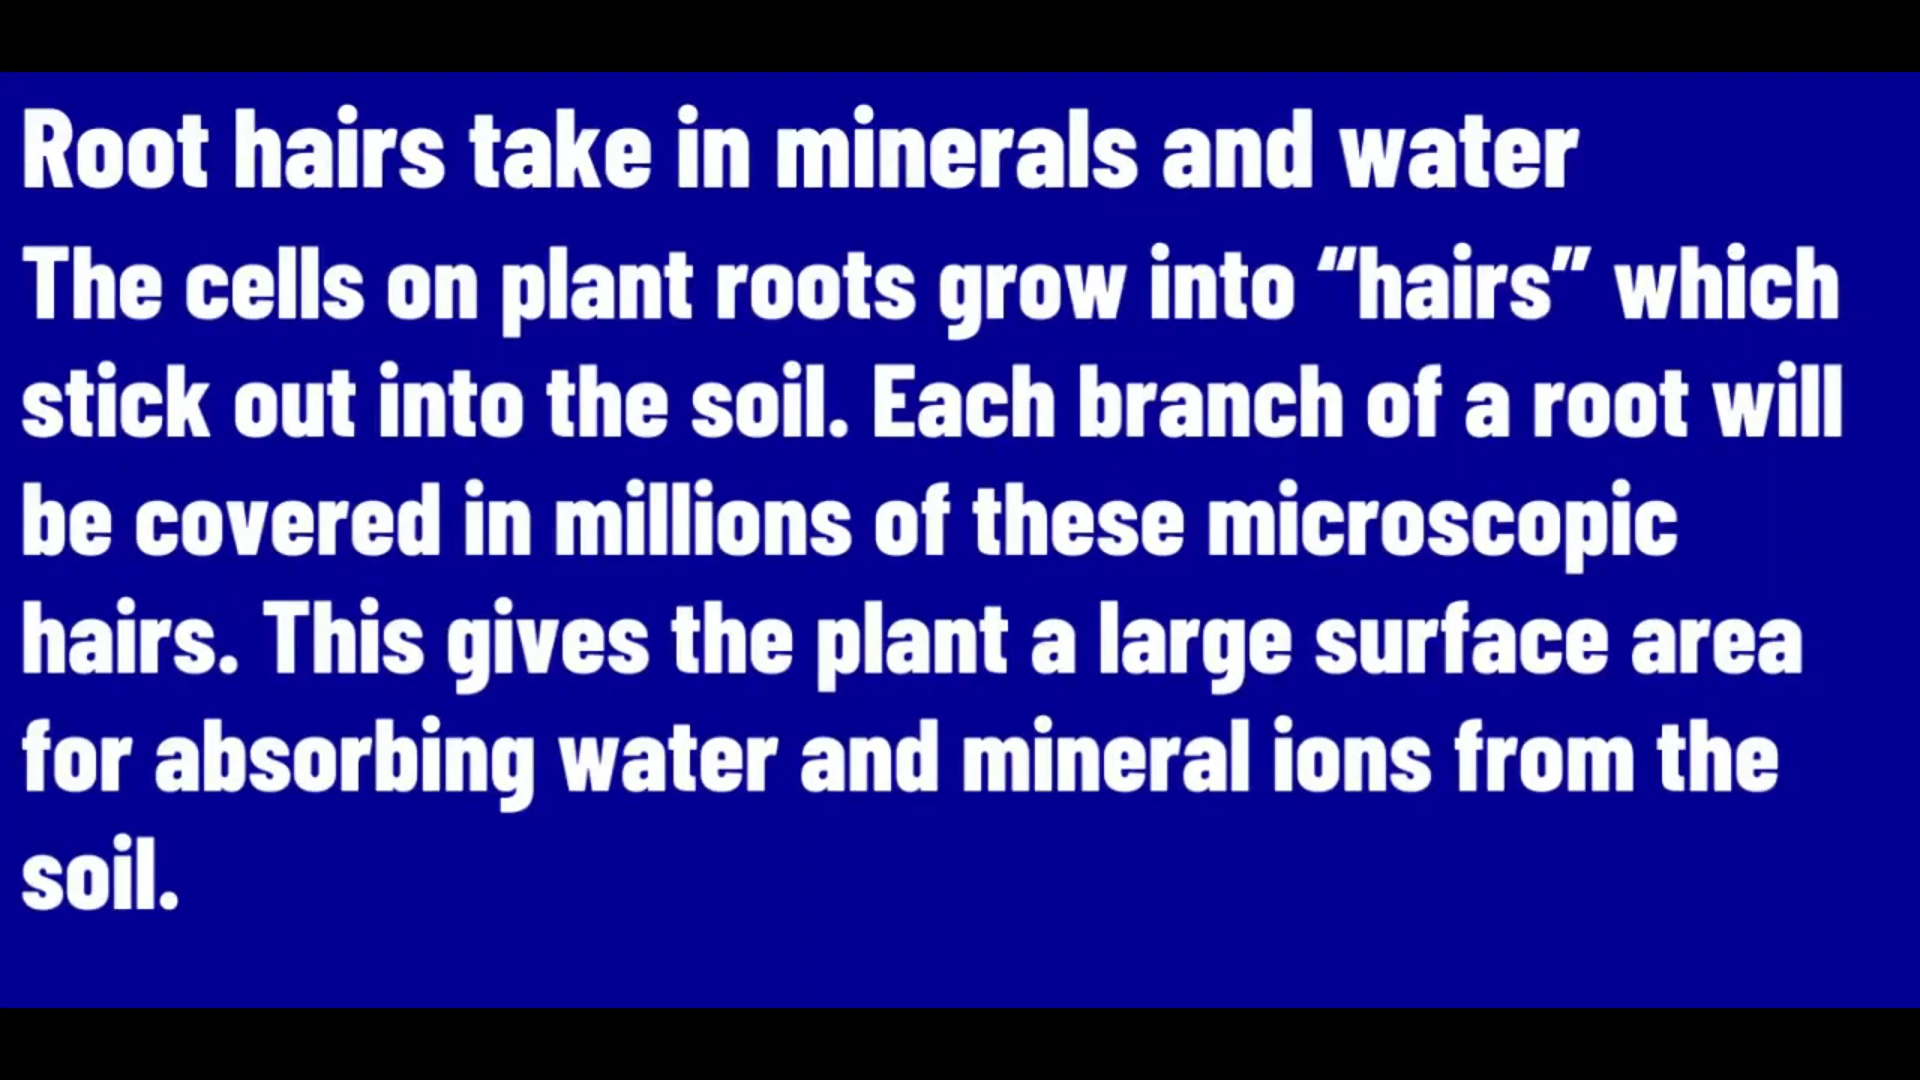 Root hairs take in minerals and water
The cells on plant roots grow into “hairs” which
stick out into the soil. Each branch of a root will
be covered in millions of these microscopic
hairs. This gives the plant a large surface area
for absorbing water and mineral ions from the
soil.